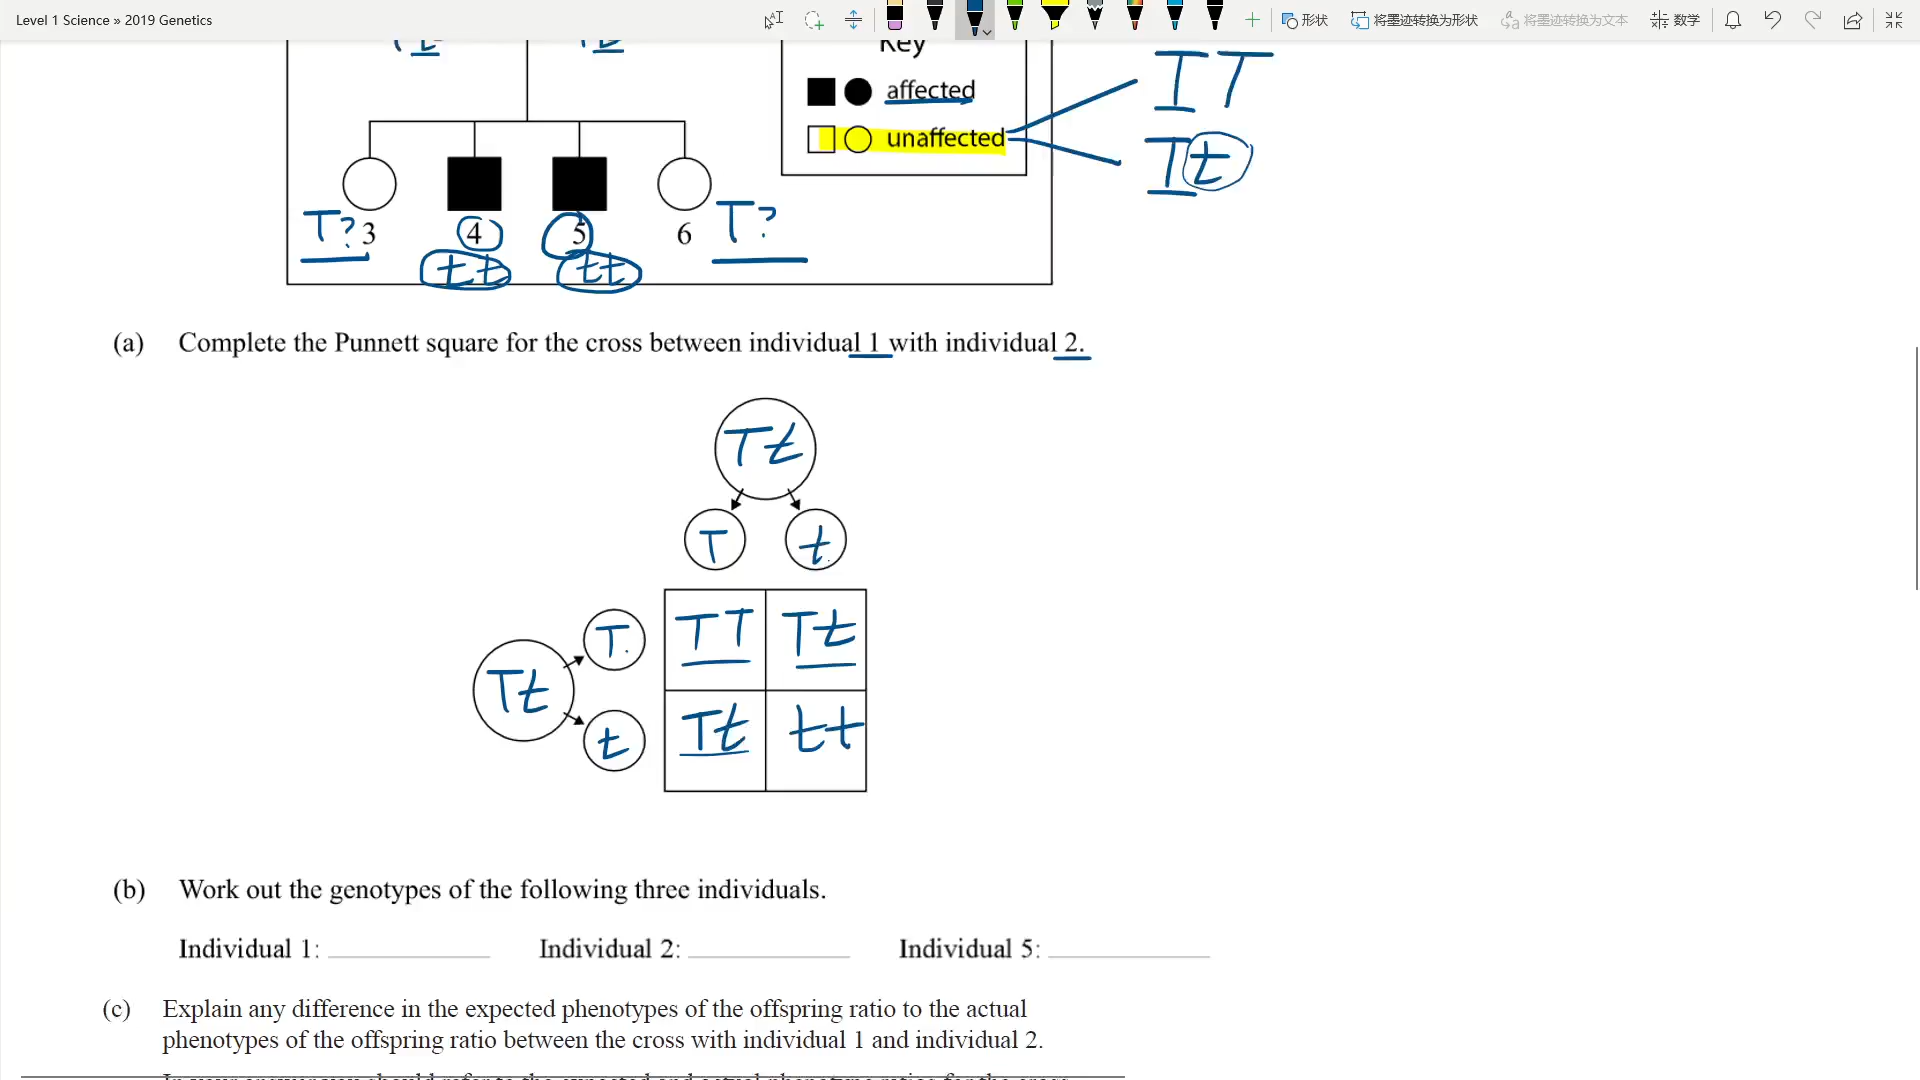 Level 1 Science » 2019 Genetics
形状 将墨迹转换为形状 将墨迹转换为文本 数学
Key
affected
unaffected
TT
Tt
T? 3 4 5 6 T?
tt tt
(a) Complete the Punnett square for the cross between individual 1 with individual 2.
Tt
T t
T TT Tt
Tt
t Tt tt
(b) Work out the genotypes of the following three individuals.
Individual 1: Individual 2: Individual 5:
(c) Explain any difference in the expected phenotypes of the offspring ratio to the actual
phenotypes of the offspring ratio between the cross with individual 1 and individual 2.